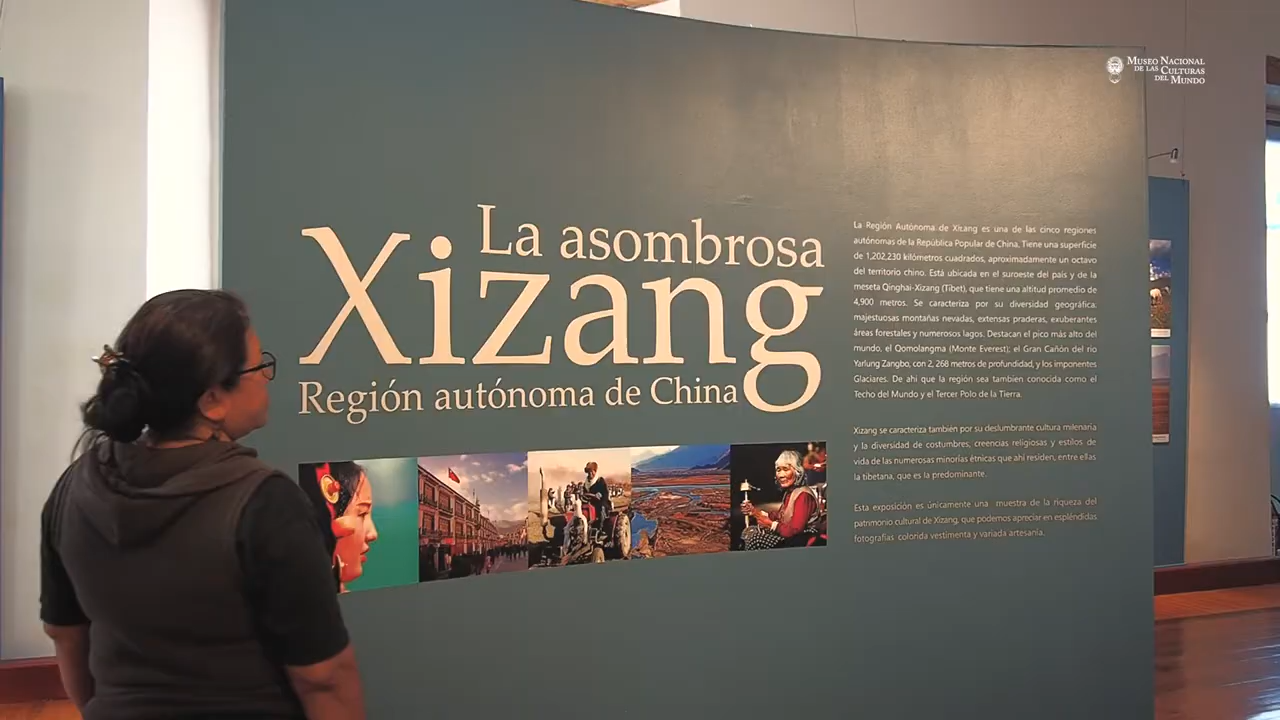 MUSEO NACIONAL
DE LAS CULTURAS
DEL MUNDO
La asombrosa
Xizang
Región autónoma de China
La Región Autónoma de Xizang es una de las cinco regiones
autónomas de la República Popular de China. Tiene una superficie
de 1,202,230 kilómetros cuadrados, aproximadamente un octavo
del territorio chino. Está ubicada en el suroeste del país y de la
meseta Qinghai-Xizang (Tibet), que tiene una altitud promedio de
4,900 metros. Se caracteriza por su diversidad geográfica:
majestuosas montañas nevadas, extensas praderas, exuberantes
áreas forestales y numerosos lagos. Destacan el pico más alto del
mundo, el Qomolangma (Monte Everest); el Gran Cañón del río
Yarlung Zangbo, con 2, 268 metros de profundidad, y los imponentes
Glaciares. De ahi que la región sea tambien conocida como el
Techo del Mundo y el Tercer Polo de la Tierra.
Xizang se caracteriza también por su deslumbrante cultura milenaria
y la diversidad de costumbres, creencias religiosas y estilos de
vida de las numerosas minorías étnicas que ahi residen, entre ellas
la tibetana, que es la predominante.
Esta exposición es únicamente una muestra de la riqueza del
patrimonio cultural de Xizang, que podemos apreciar en espléndidas
fotografías colorida vestimenta y variada artesanía.